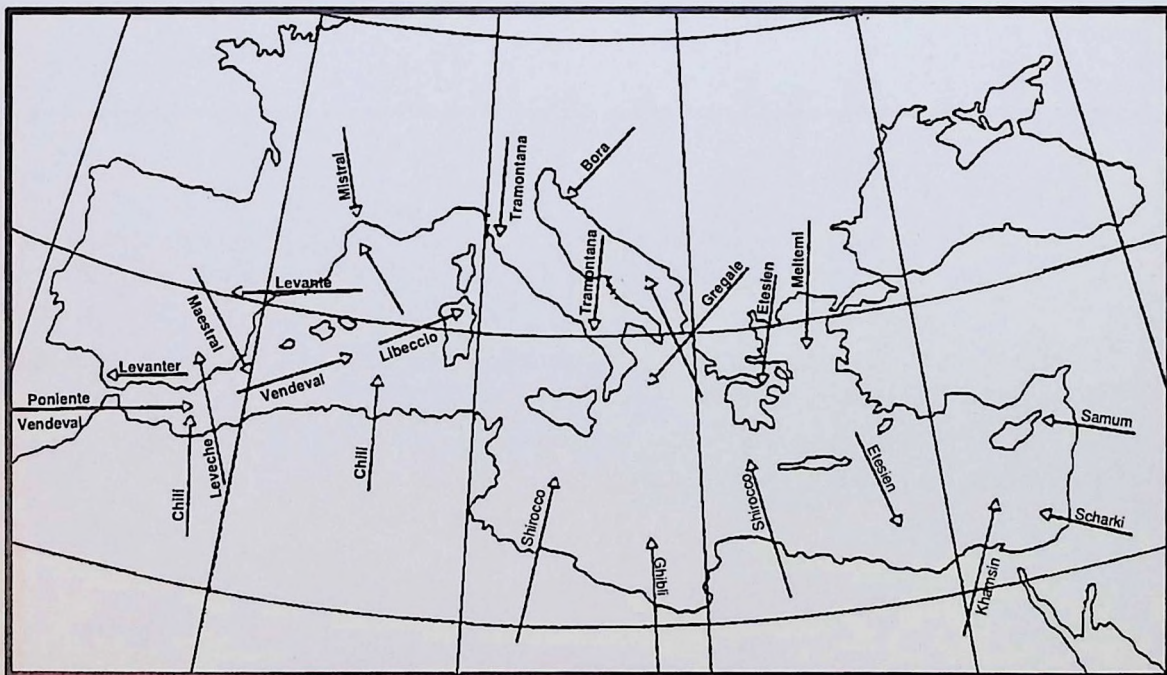 Mistral
Tramontana
Bora
Levante
Maestral
Libeccio
Tramontana
Gregale
Etesien
Meltemi
Levanter
Vendeval
Poniente
Vendeval
Leveche
Chili
Chili
Shirocco
Ghibli
Shirocco
Etesien
Samum
Scharki
Khamsin